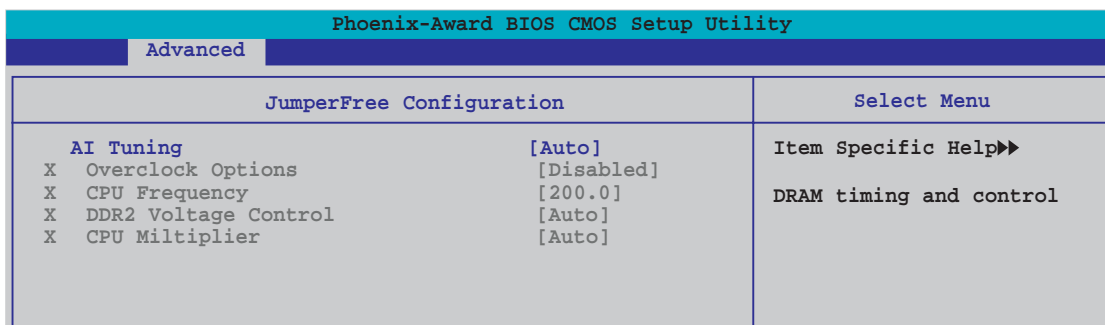 Phoenix-Award BIOS CMOS Setup Utility
Advanced
JumperFree Configuration
Select Menu
AI Tuning [Auto]
X Overclock Options [Disabled]
X CPU Frequency [200.0]
X DDR2 Voltage Control [Auto]
X CPU Miltiplier [Auto]
Item Specific Help▶▶
DRAM timing and control